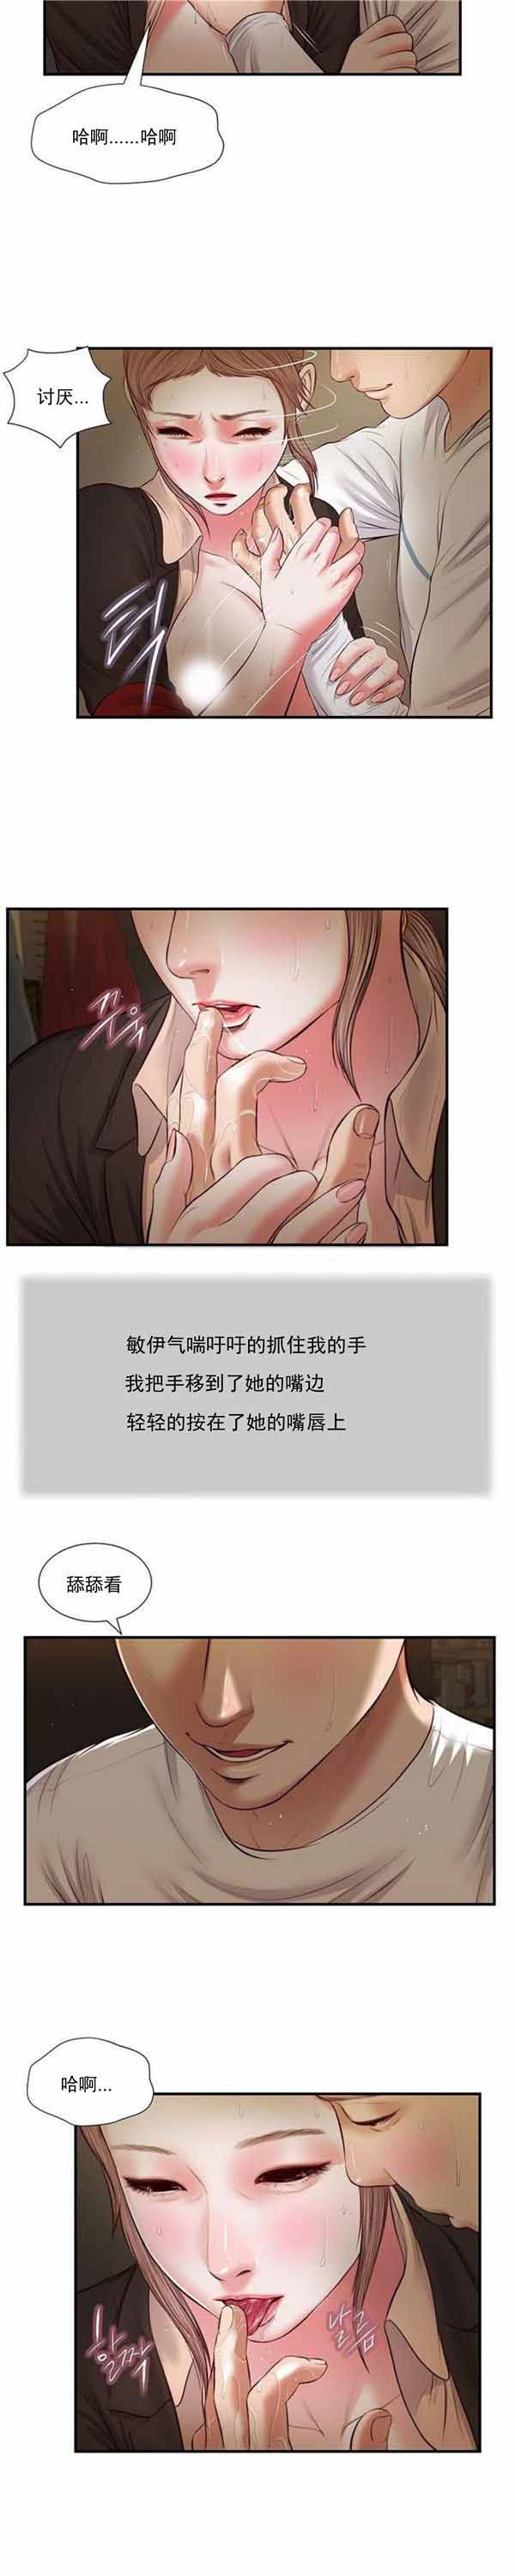 哈啊……哈啊
讨厌…
턱
꾸욱
敏伊气喘吁吁的抓住我的手
我把手移到了她的嘴边
轻轻的按在了她的嘴唇上
舔舔看
哈啊…
할짝
날름